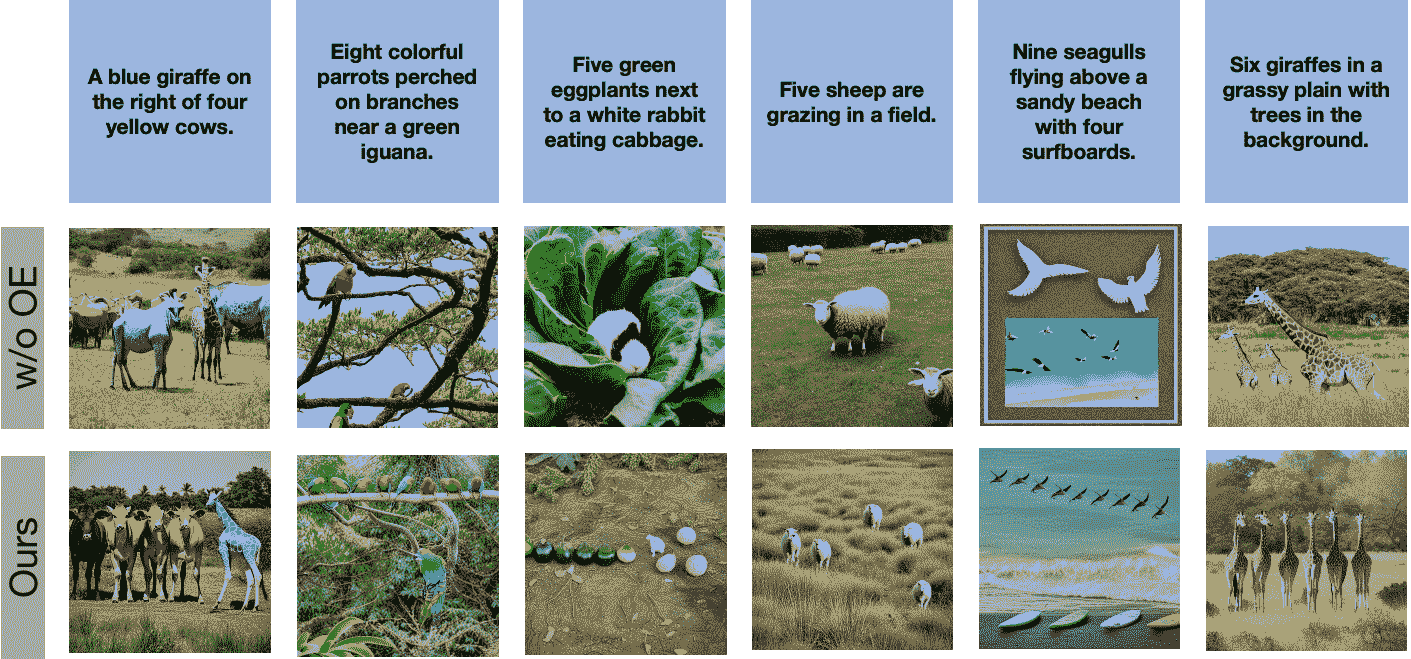 A blue giraffe on
the right of four
yellow cows.
Eight colorful
parrots perched
on branches
near a green
iguana.
Five green
eggplants next
to a white rabbit
eating cabbage.
Five sheep are
grazing in a field.
Nine seagulls
flying above a
sandy beach
with four
surfboards.
Six giraffes in a
grassy plain with
trees in the
background.
w/o OE
Ours